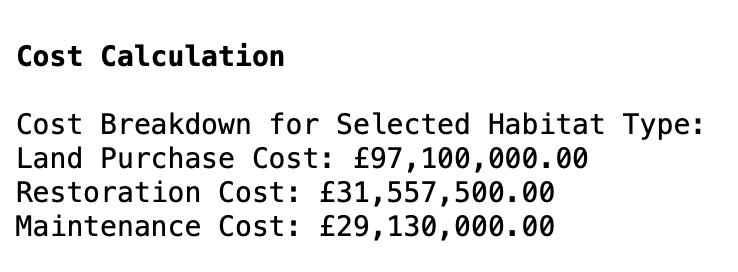 Cost Calculation
Cost Breakdown for Selected Habitat Type:
Land Purchase Cost: £97,100,000.00
Restoration Cost: £31,557,500.00
Maintenance Cost: £29,130,000.00